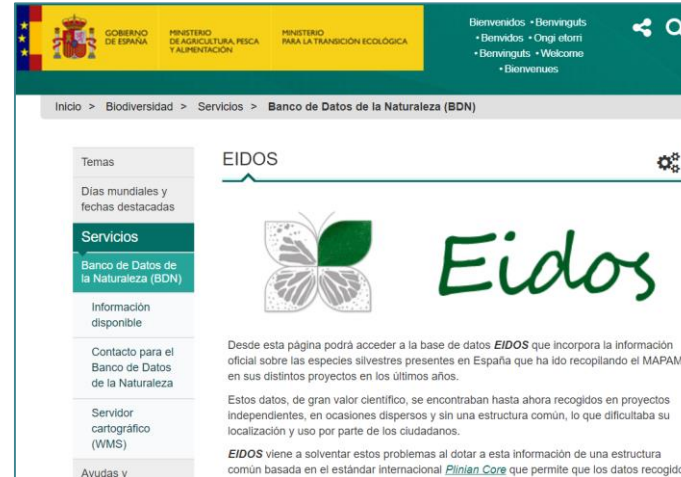 GOBIERNO
DE ESPAÑA
MINISTERIO
DE AGRICULTURA, PESCA
Y ALIMENTACIÓN
MINISTERIO
PARA LA TRANSICIÓN ECOLÓGICA
Bienvenidos • Benvinguts
• Benvidos • Ongi etorri
• Benvinguts • Welcome
• Bienvenues
Inicio > Biodiversidad > Servicios > Banco de Datos de la Naturaleza (BDN)
Temas
Días mundiales y
fechas destacadas
Servicios
Banco de Datos de
la Naturaleza (BDN)
Información
disponible
Contacto para el
Banco de Datos
de la Naturaleza
Servidor
cartográfico
(WMS)
Ayudas y
EIDOS
Eidos
Desde esta página podrá acceder a la base de datos EIDOS que incorpora la información
oficial sobre las especies silvestres presentes en España que ha ido recopilando el MAPAM
en sus distintos proyectos en los últimos años.
Estos datos, de gran valor científico, se encontraban hasta ahora recogidos en proyectos
independientes, en ocasiones dispersos y sin una estructura común, lo que dificultaba su
localización y uso por parte de los ciudadanos.
EIDOS viene a solventar estos problemas al dotar a esta información de una estructura
común basada en el estándar internacional Plinian Core que permite que los datos recogido